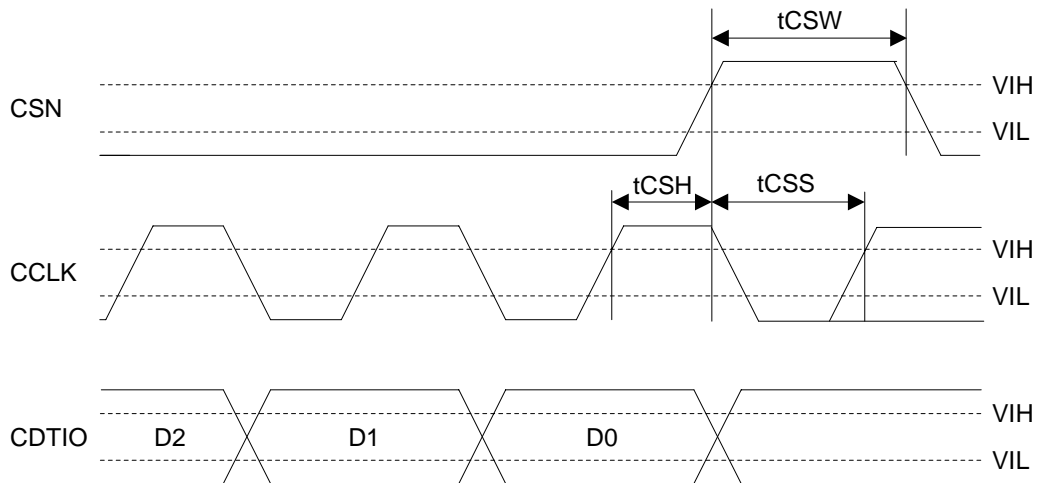 tCSW
VIH
CSN
VIL
tCSH
tCSS
VIH
CCLK
VIL
VIH
CDTIO
D2
D1
D0
VIL